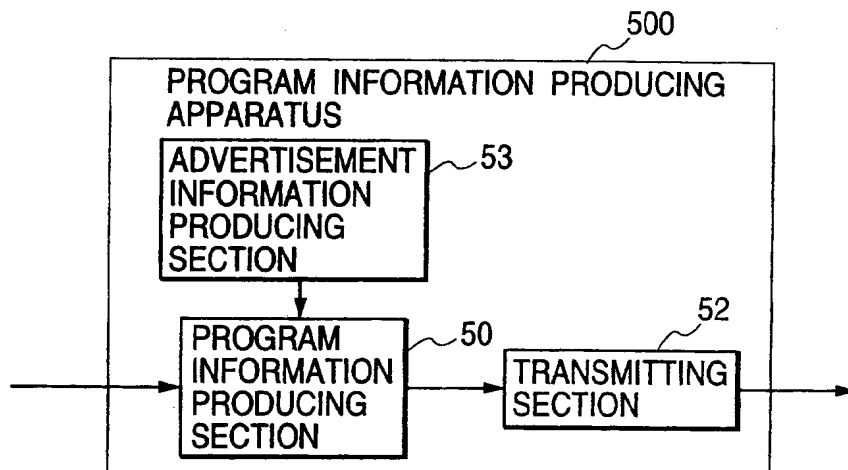 500
PROGRAM INFORMATION PRODUCING
APPARATUS
ADVERTISEMENT
INFORMATION
PRODUCING
SECTION
53
PROGRAM
INFORMATION
PRODUCING
SECTION
50
TRANSMITTING
SECTION
52